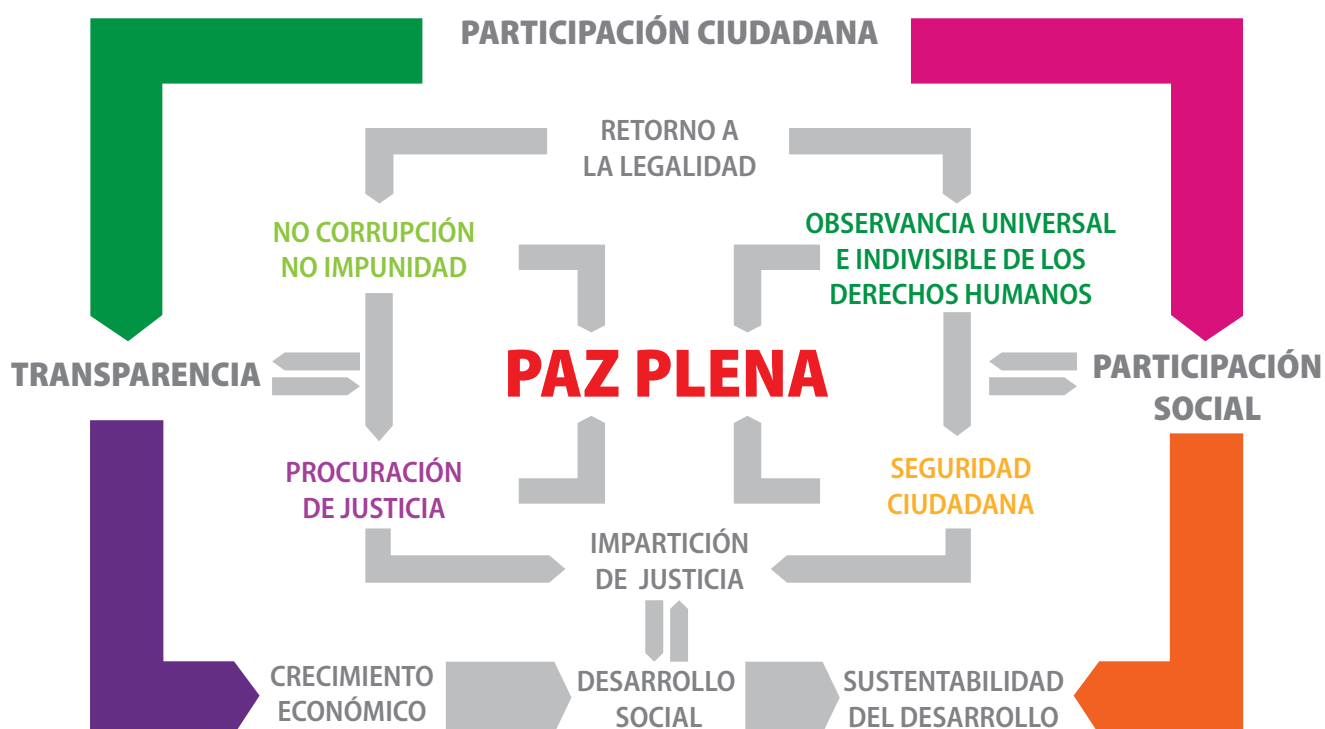 PARTICIPACIÓN CIUDADANA
RETORNO A
LA LEGALIDAD
NO CORRUPCIÓN
NO IMPUNIDAD
OBSERVANCIA UNIVERSAL
E INDIVISIBLE DE LOS
DERECHOS HUMANOS
TRANSPARENCIA
PAZ PLENA
PARTICIPACIÓN
SOCIAL
PROCURACIÓN
DE JUSTICIA
SEGURIDAD
CIUDADANA
IMPARTICIÓN
DE JUSTICIA
CRECIMIENTO
ECONÓMICO
DESARROLLO
SOCIAL
SUSTENTABILIDAD
DEL DESARROLLO